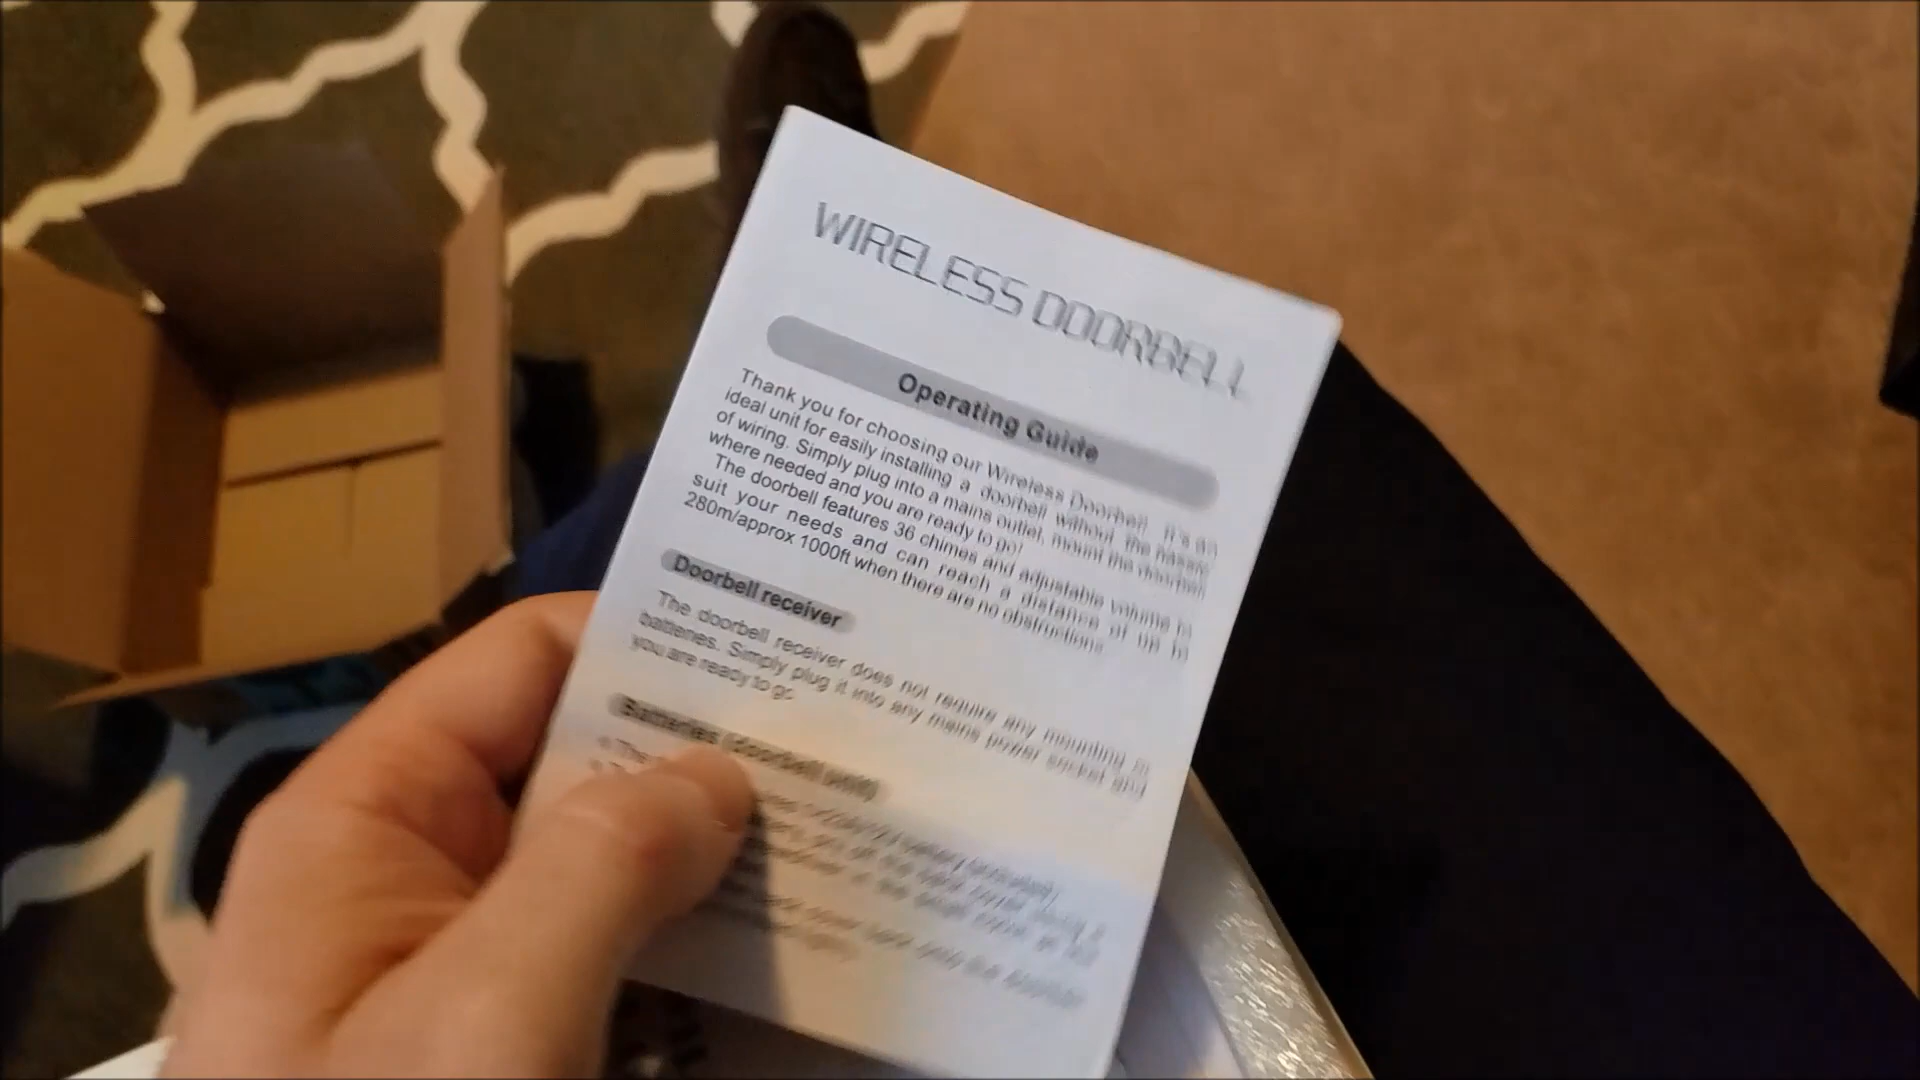 WIRELESS DOORBELL
Operating Guide
Thank you for choosing our Wireless Doorbell. It's an
ideal unit for easily installing a doorbell without the hassle
of wiring. Simply plug into a mains outlet, mount the doorbell
where needed and you are ready to go!
The doorbell features 36 chimes and adjustable volume to
suit your needs and can reach a distance of up to
280m/approx 1000ft when there are no obstructions.
Doorbell receiver
The doorbell receiver does not require any mounting or
batteries. Simply plug it into any mains power socket and
you are ready to go
Batteries (doorbell unit)
The
battery
cover